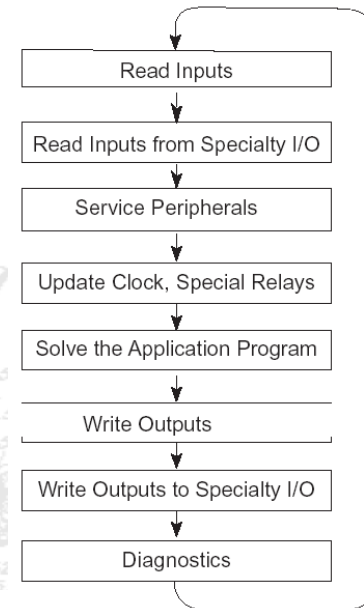 Read Inputs
Read Inputs from Specialty I/O
Service Peripherals
Update Clock, Special Relays
Solve the Application Program
Write Outputs
Write Outputs to Specialty I/O
Diagnostics